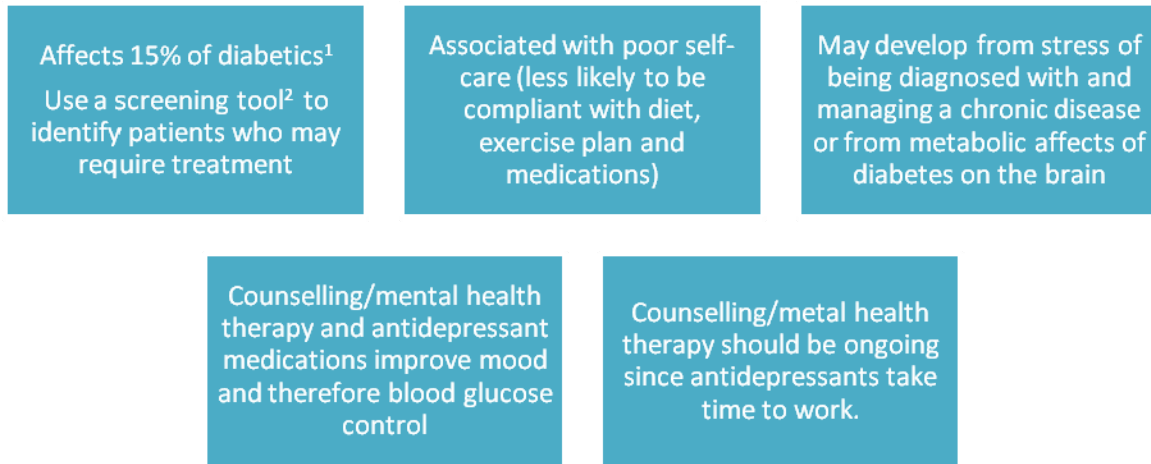 Affects 15% of diabetics¹
Use a screening tool² to
identify patients who may
require treatment
Associated with poor self-
care (less likely to be
compliant with diet,
exercise plan and
medications)
May develop from stress of
being diagnosed with and
managing a chronic disease
or from metabolic affects of
diabetes on the brain
Counselling/mental health
therapy and antidepressant
medications improve mood
and therefore blood glucose
control
Counselling/metal health
therapy should be ongoing
since antidepressants take
time to work.